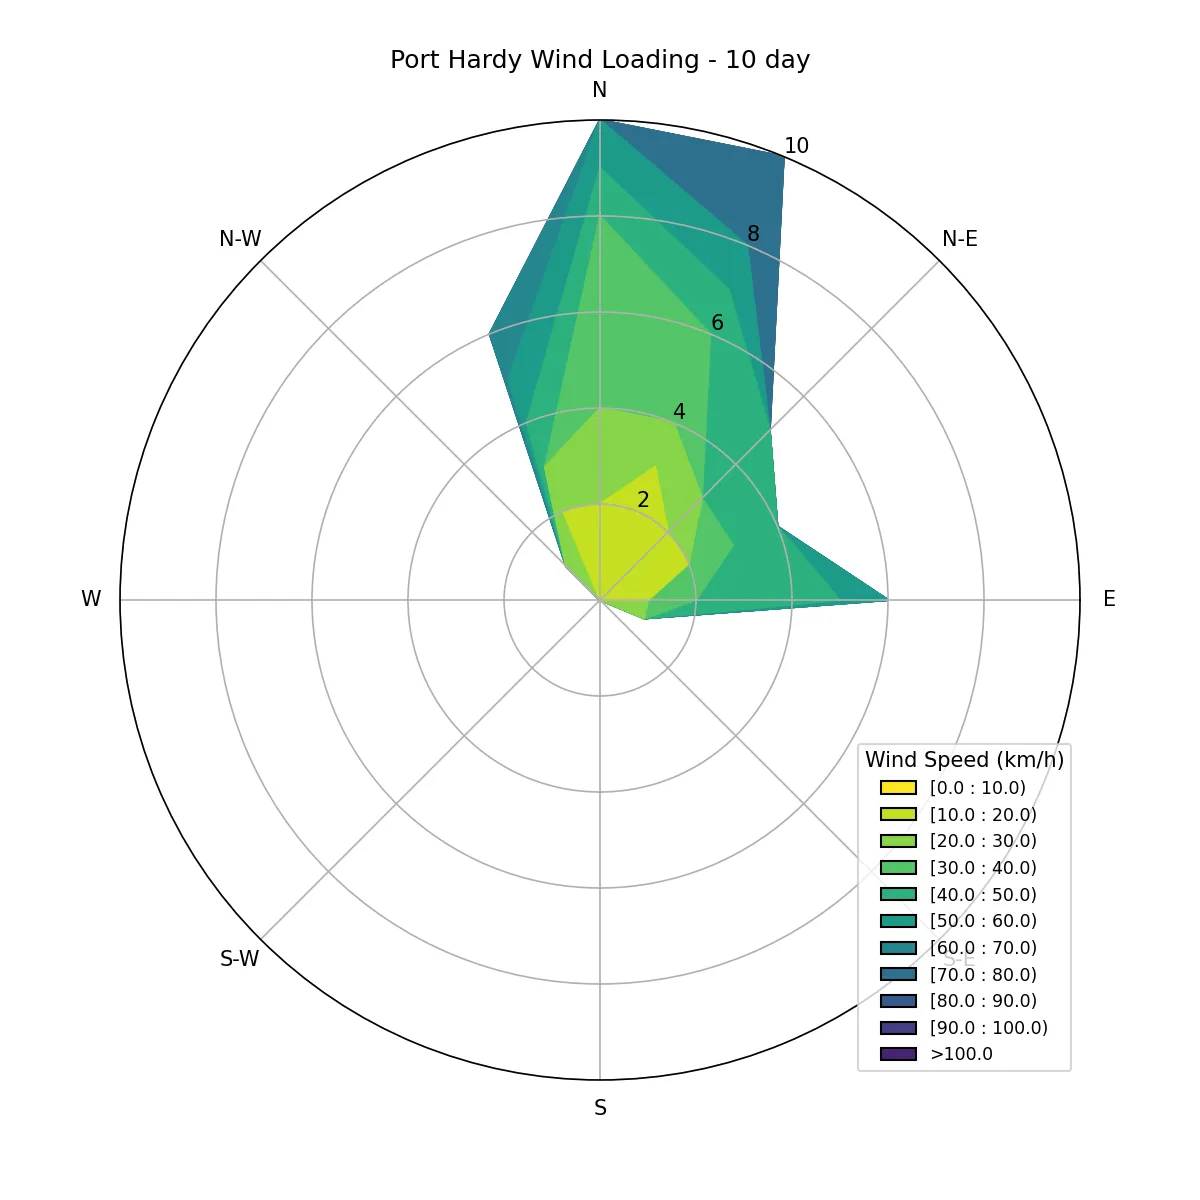 Port Hardy Wind Loading - 10 day
N
10
N-W
8
N-E
6
4
2
W
E
Wind Speed (km/h)
[0.0 : 10.0)
[10.0 : 20.0)
[20.0 : 30.0)
[30.0 : 40.0)
[40.0 : 50.0)
[50.0 : 60.0)
S-W
[60.0 : 70.0)
S-E
[70.0 : 80.0)
[80.0 : 90.0)
[90.0 : 100.0)
>100.0
S